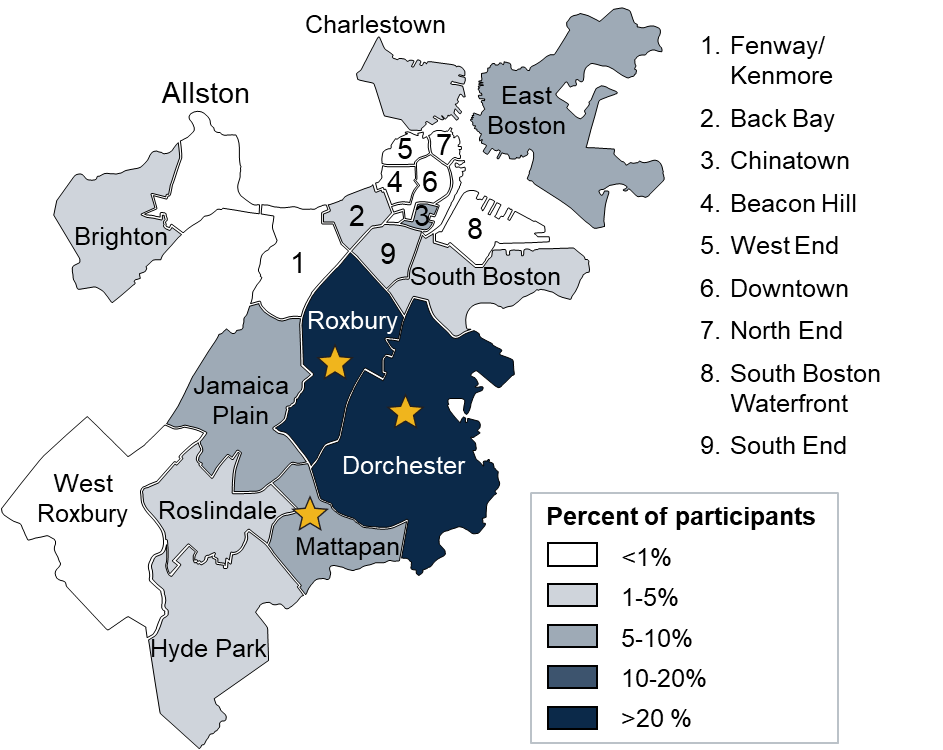 Charlestown
Allston
East
Boston
5
7
4
6
2
3
8
Brighton
9
1
South Boston
Roxbury
Jamaica
Plain
Dorchester
West
Roxbury
Roslindale
Mattapan
Hyde Park
1. Fenway/
Kenmore
2. Back Bay
3. Chinatown
4. Beacon Hill
5. West End
6. Downtown
7. North End
8. South Boston
Waterfront
9. South End
Percent of participants
<1%
1-5%
5-10%
10-20%
>20 %